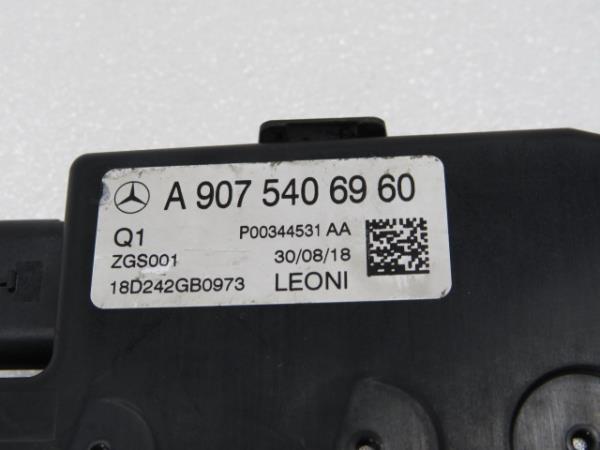 A 907 540 69 60
Q1 P00344531 AA
ZGS001 30/08/18
18D242GB0973 LEONI